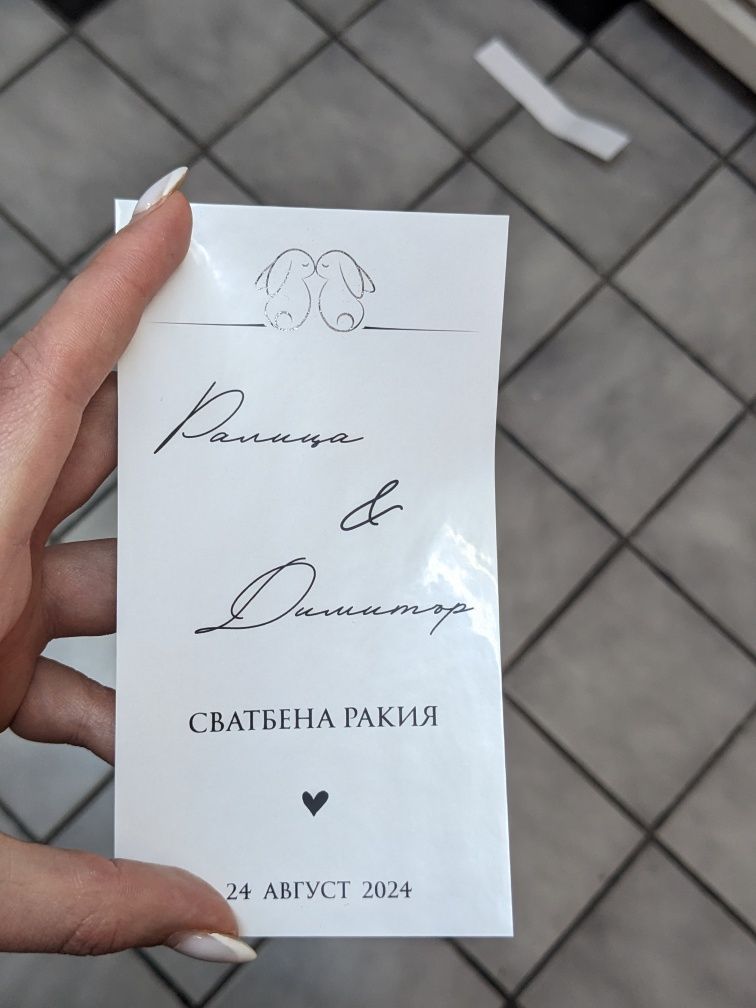 Ралица
&
Димитър
СВАТБЕНА РАКИЯ
24 АВГУСТ 2024